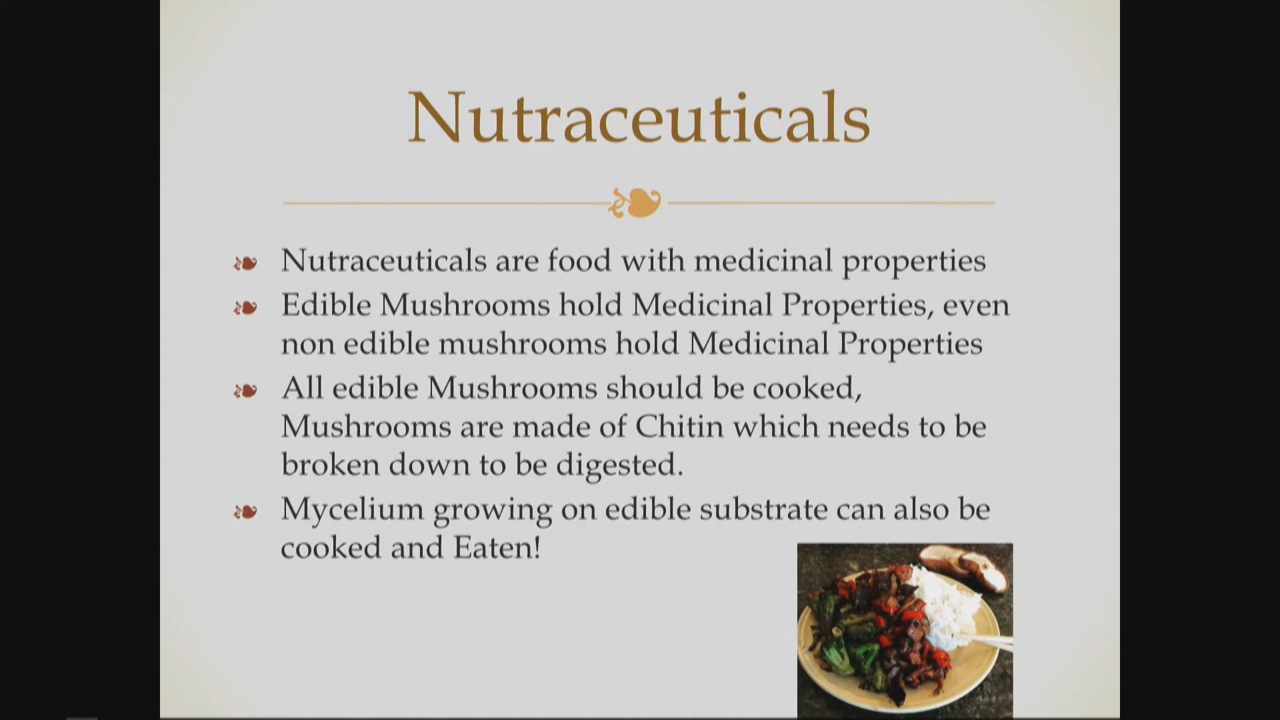 Nutraceuticals
Nutraceuticals are food with medicinal properties
Edible Mushrooms hold Medicinal Properties, even
non edible mushrooms hold Medicinal Properties
All edible Mushrooms should be cooked,
Mushrooms are made of Chitin which needs to be
broken down to be digested.
Mycelium growing on edible substrate can also be
cooked and Eaten!